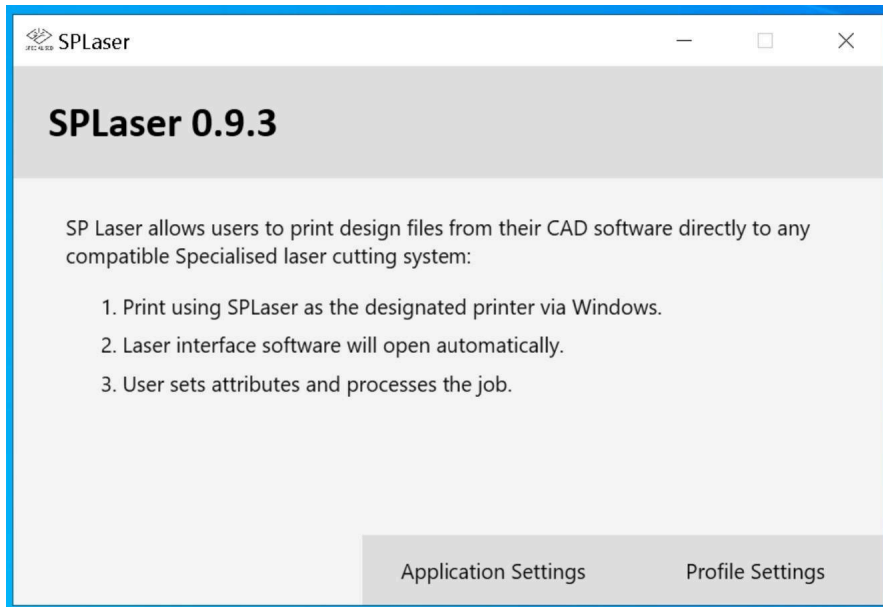 SPLaser
SPLaser 0.9.3
SP Laser allows users to print design files from their CAD software directly to any
compatible Specialised laser cutting system:
1. Print using SPLaser as the designated printer via Windows.
2. Laser interface software will open automatically.
3. User sets attributes and processes the job.
Application Settings
Profile Settings